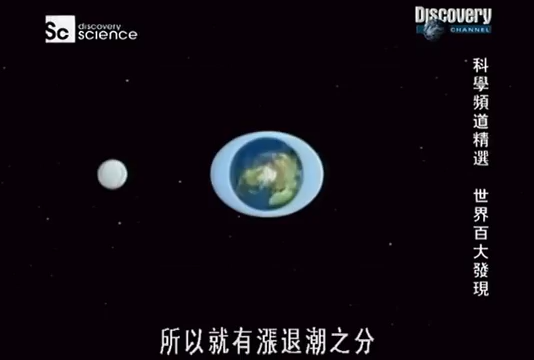 Sc discovery science
Discovery
CHANNEL
科學頻道精選 世界百大發現
所以就有漲退潮之分